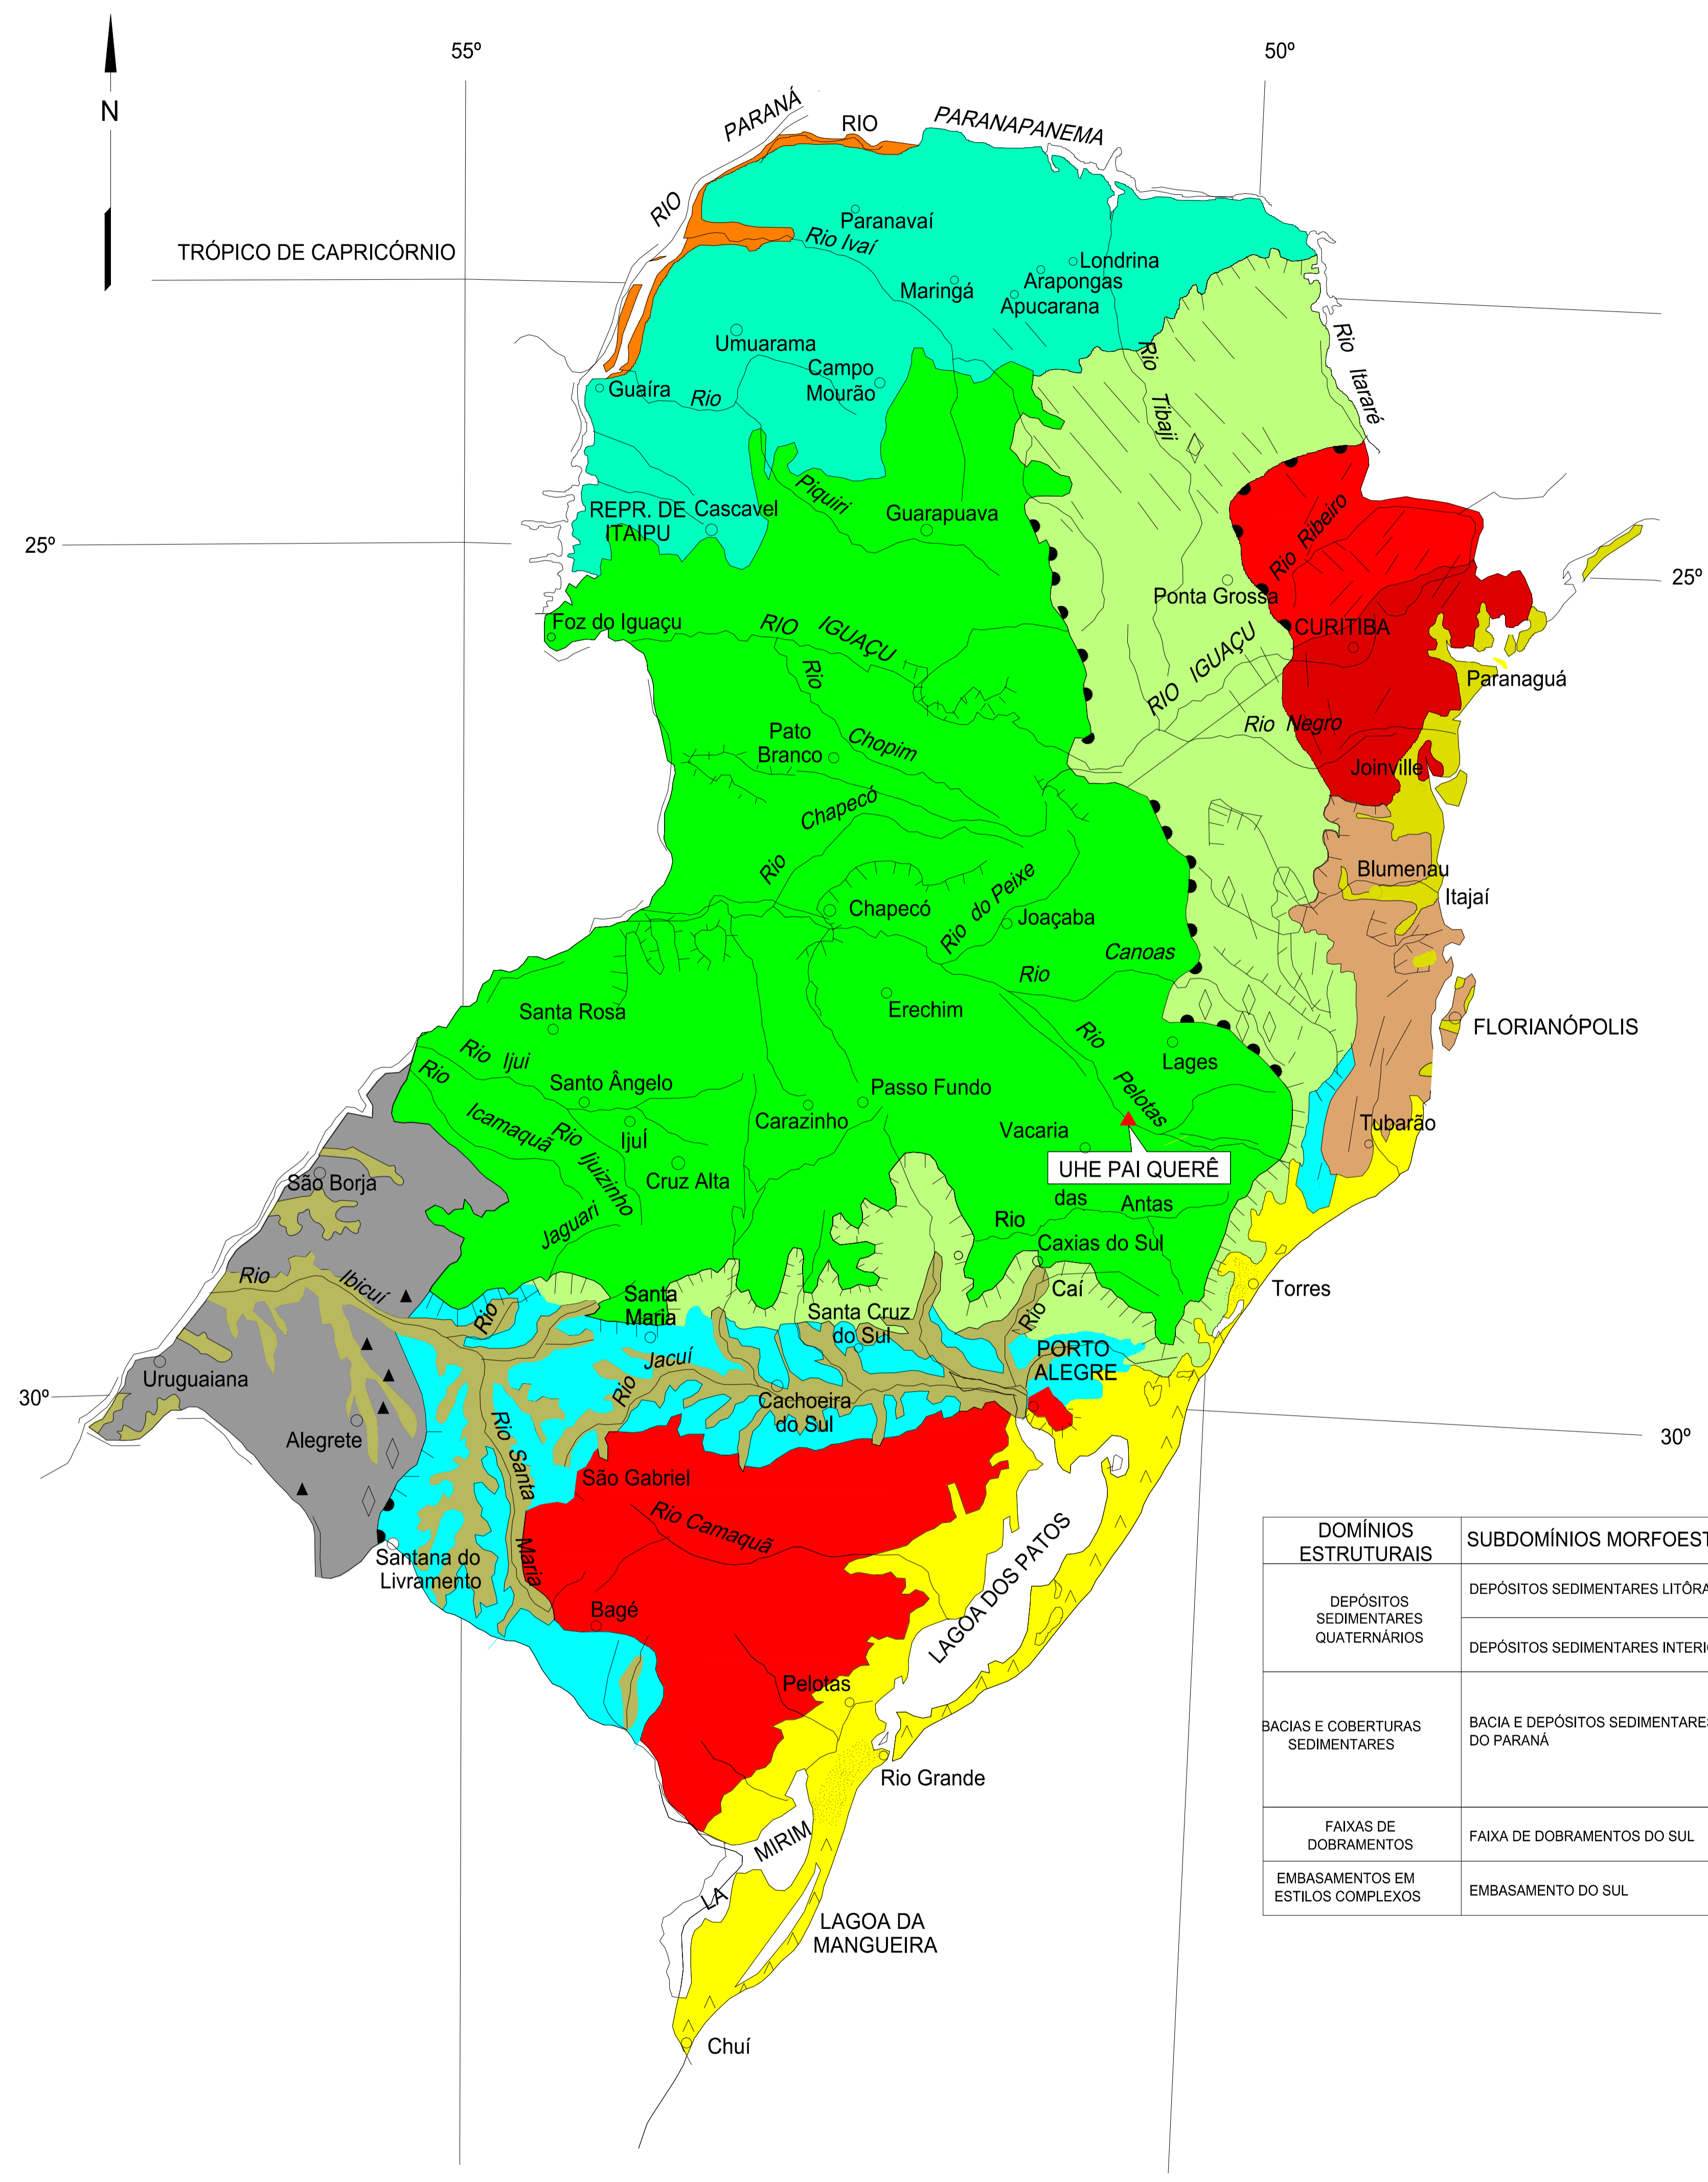 55º
50º
N
PARANÁ
RIO
PARANAPANEMA
RIO
TRÓPICO DE CAPRICÓRNIO
Paranavaí
Rio Ivaí
Londrina
Arapongas
Maringá
Apucarana
Umuarama
Campo
Mourão
Guaíra
Rio
Rio
Tibaji
Rio Itararé
Piquiri
REPR. DE
ITAIPU
Cascavel
Guarapuava
25º
Rio Ribeiro
25º
Ponta Grossa
Foz do Iguaçu
RIO IGUAÇU
CURITIBA
RIO IGUAÇU
Rio
Chopim
Paranaguá
Rio Negro
Pato
Branco
Joinville
Rio
Chapecó
Blumenau
Itajaí
Chapecó
Rio do Peixe
Joaçaba
Rio
Canoas
Santa Rosa
Erechim
FLORIANÓPOLIS
Rio
Pelotas
Lages
Rio Ijui
Rio
Icamaquã
Santo Ângelo
Passo Fundo
Carazinho
IjuÍ
Rio
Ijuizinho
Vacaria
Tubarão
UHE PAI QUERÊ
São Borja
Cruz Alta
Jaguari
Rio
das
Antas
Caxias do Sul
Rio
Ibicuí
Rio
Santa
Maria
Caí
Rio
Torres
Santa Cruz
do Sul
PORTO
ALEGRE
Jacuí
Rio
Uruguaiana
30º
Cachoeira
do Sul
Alegrete
30º
Rio Santa
Maria
São Gabriel
Rio Camaquã
Santana do
Livramento
Bagé
LAGOA DOS PATOS
Pelotas
Rio Grande
MIRIM
LA
LAGOA DA
MANGUEIRA
Chuí
DOMÍNIOS
ESTRUTURAIS
SUBDOMÍNIOS MORFOEST
DEPÓSITOS
SEDIMENTARES
QUATERNÁRIOS
DEPÓSITOS SEDIMENTARES LITÔRA
DEPÓSITOS SEDIMENTARES INTERI
BACIAS E COBERTURAS
SEDIMENTARES
BACIA E DEPÓSITOS SEDIMENTARES
DO PARANÁ
FAIXAS DE
DOBRAMENTOS
FAIXA DE DOBRAMENTOS DO SUL
EMBASAMENTOS EM
ESTILOS COMPLEXOS
EMBASAMENTO DO SUL